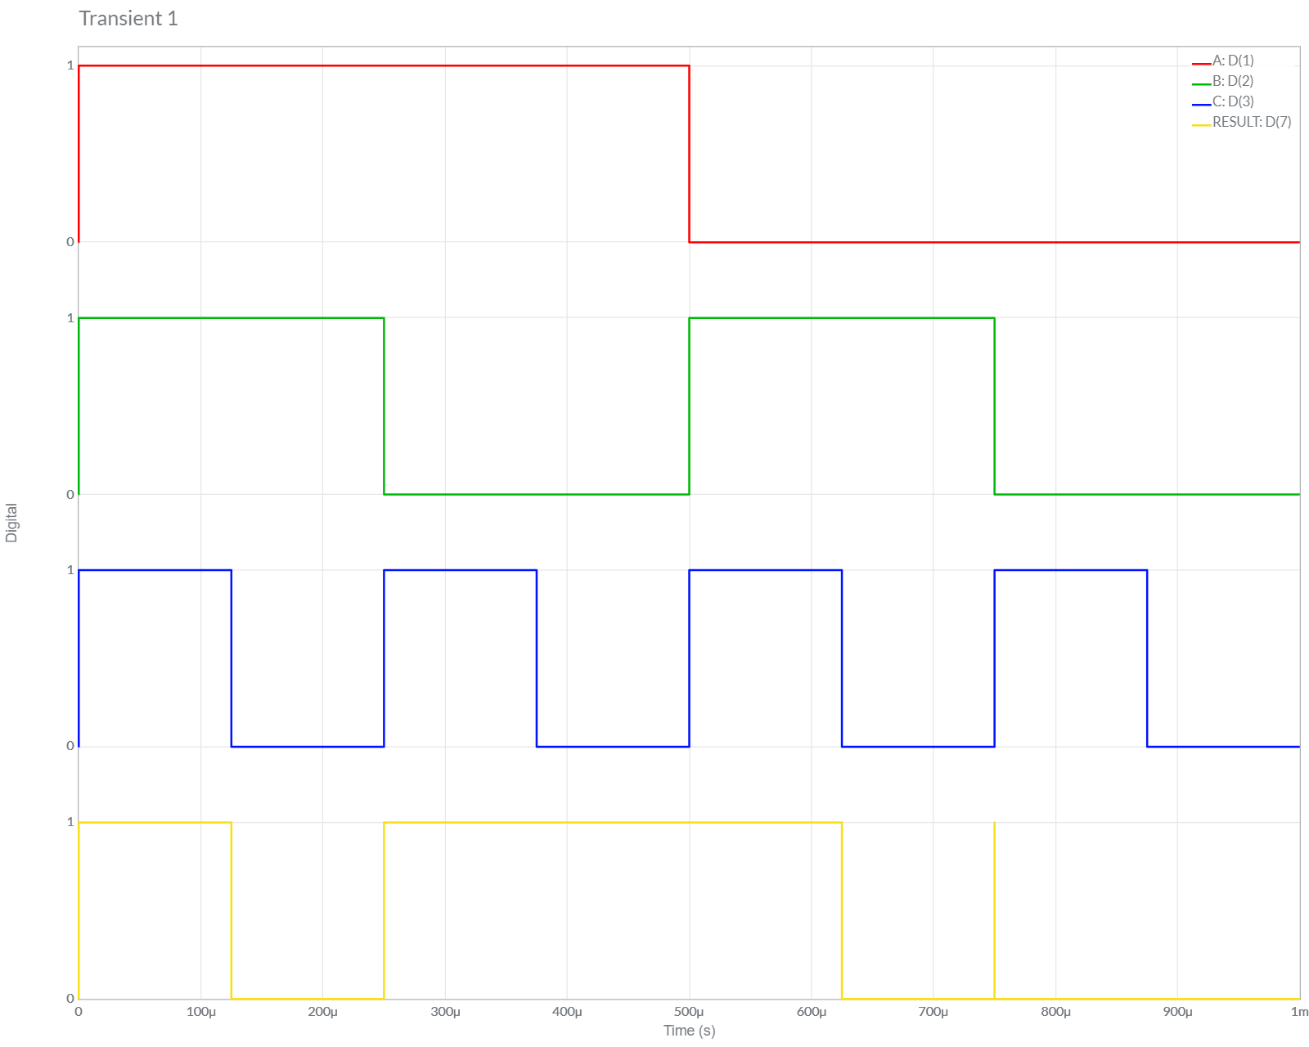 Transient 1
A: D(1)
B: D(2)
C: D(3)
RESULT: D(7)
1
0
1
0
Digital
1
0
1
0
0 100µ 200µ 300µ 400µ 500µ 600µ 700µ 800µ 900µ 1m
Time (s)